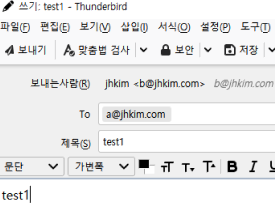 쓰기: test1 - Thunderbird
파일(F) 편집(E) 보기(V) 삽입(I) 서식(O) 설정(P) 도구(T)
보내기 맞춤법 검사 보안 저장
보내는사람(R) jhkim <b@jhkim.com> b@jhkim.com
To a@jhkim.com
제목(S) test1
문단 가변폭 T T T B I U
test1